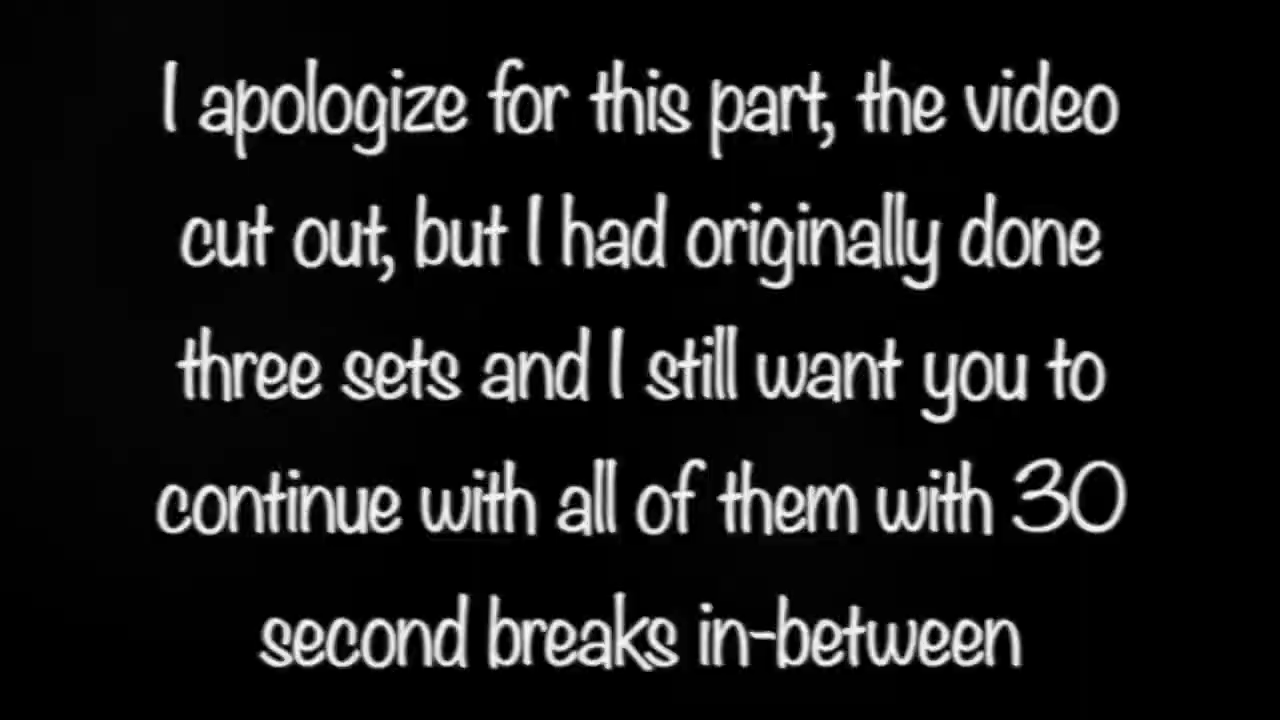 I apologize for this part, the video
cut out, but I had originally done
three sets and I still want you to
continue with all of them with 30
second breaks in-between